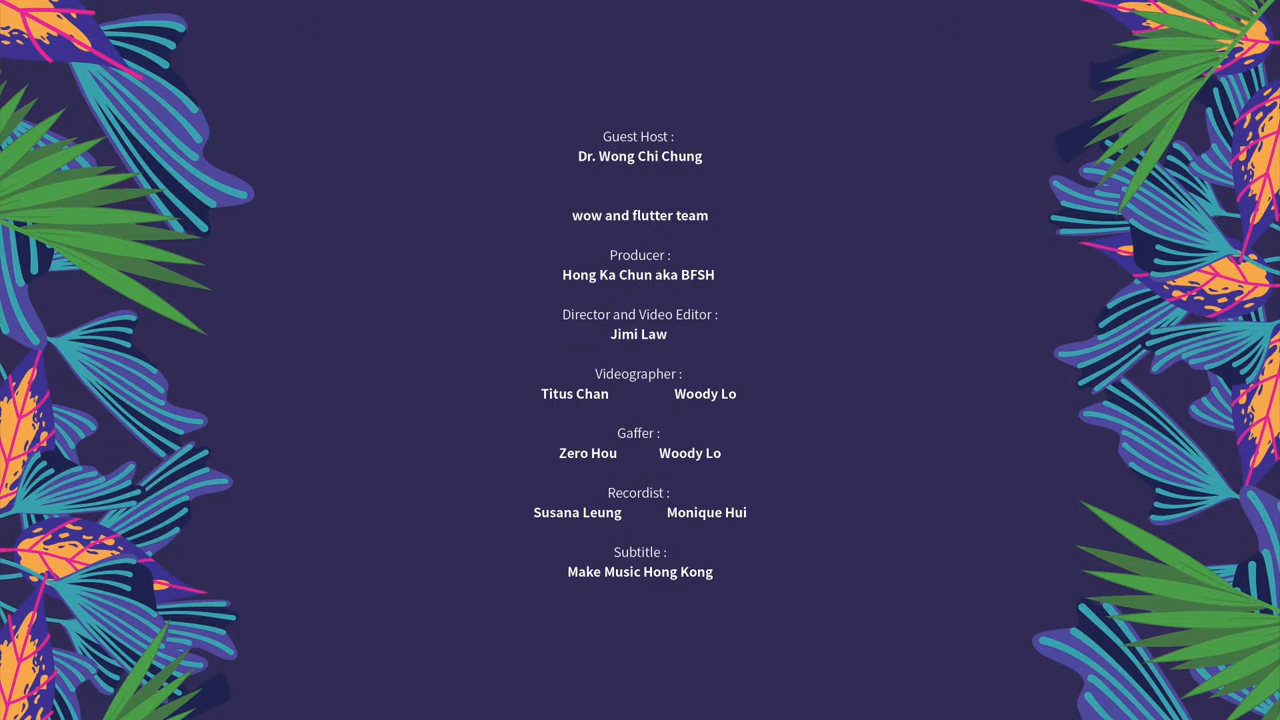 Guest Host :
Dr. Wong Chi Chung
wow and flutter team
Producer :
Hong Ka Chun aka BFSH
Director and Video Editor :
Jimi Law
Videographer :
Titus Chan Woody Lo
Gaffer :
Zero Hou Woody Lo
Recordist :
Susana Leung Monique Hui
Subtitle :
Make Music Hong Kong